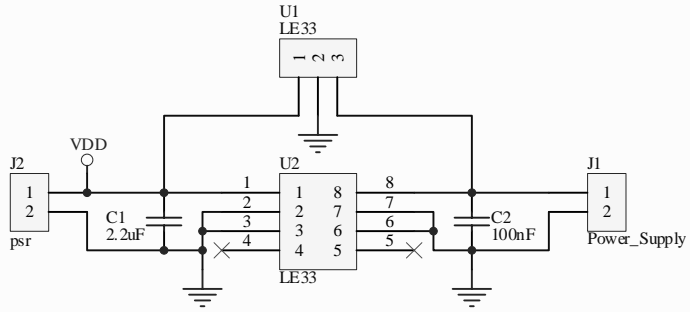 U1
LE33
1 2 3
VDD
J2
1
2
psr
C1
2.2uF
U2
1 1 8 8
2 2 7 7
3 3 6 6
4 4 5 5
LE33
C2
100nF
J1
1
2
Power_Supply